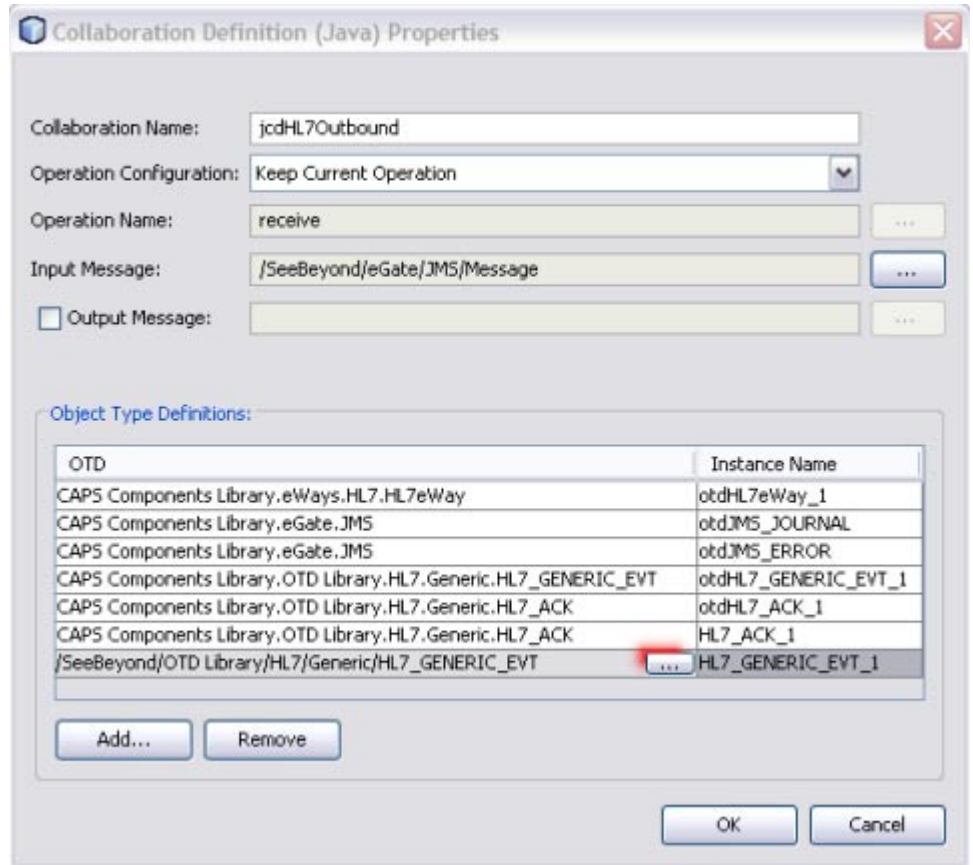 Collaboration Definition (Java) Properties
Collaboration Name: jcdHL7Outbound
Operation Configuration: Keep Current Operation
Operation Name: receive ...
Input Message: /SeeBeyond/eGate/JMS/Message ...
Output Message: ...
Object Type Definitions:
OTD Instance Name
CAPS Components Library.eWays.HL7.HL7eWay otdHL7eWay_1
CAPS Components Library.eGate.JMS otdJMS_JOURNAL
CAPS Components Library.eGate.JMS otdJMS_ERROR
CAPS Components Library.OTD Library.HL7.Generic.HL7_GENERIC_EVT otdHL7_GENERIC_EVT_1
CAPS Components Library.OTD Library.HL7.Generic.HL7_ACK otdHL7_ACK_1
CAPS Components Library.OTD Library.HL7.Generic.HL7_ACK HL7_ACK_1
/SeeBeyond/OTD Library/HL7/Generic/HL7_GENERIC_EVT ... HL7_GENERIC_EVT_1
Add... Remove
OK Cancel